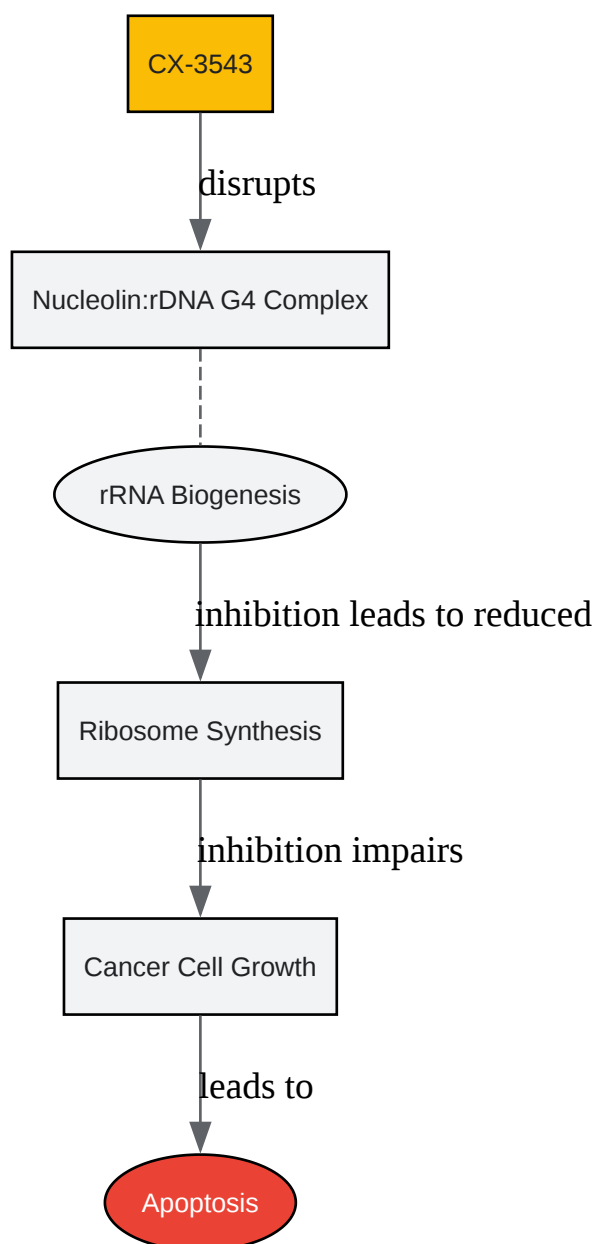 CX-3543
disrupts
Nucleolin:rDNA G4 Complex
rRNA Biogenesis
inhibition leads to reduced
Ribosome Synthesis
inhibition impairs
Cancer Cell Growth
leads to
Apoptosis